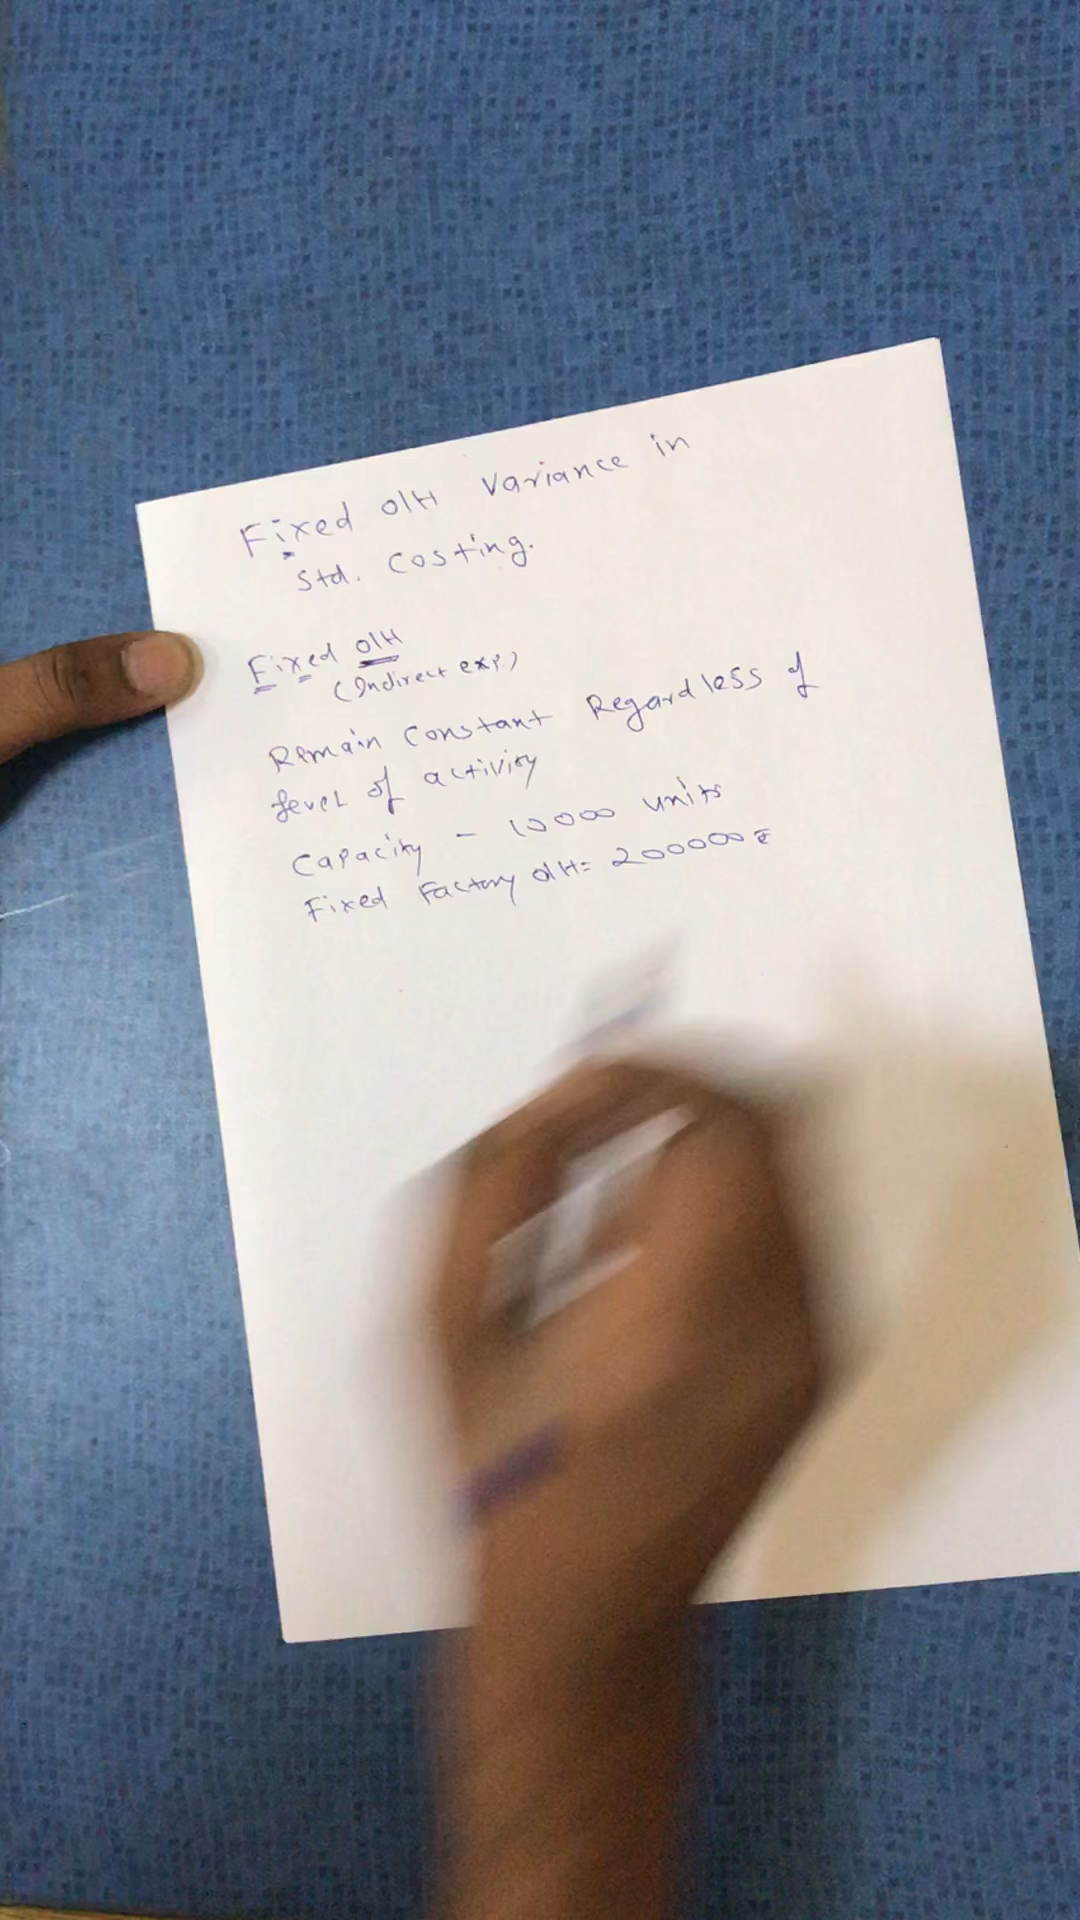 Fixed O/H Variance in
Std. Costing.
Fixed O/H
(Indirect exp.)
Remain Constant Regardless of
level of activity
Capacity - 10000 units
Fixed Factory O/H = 200000 ₹